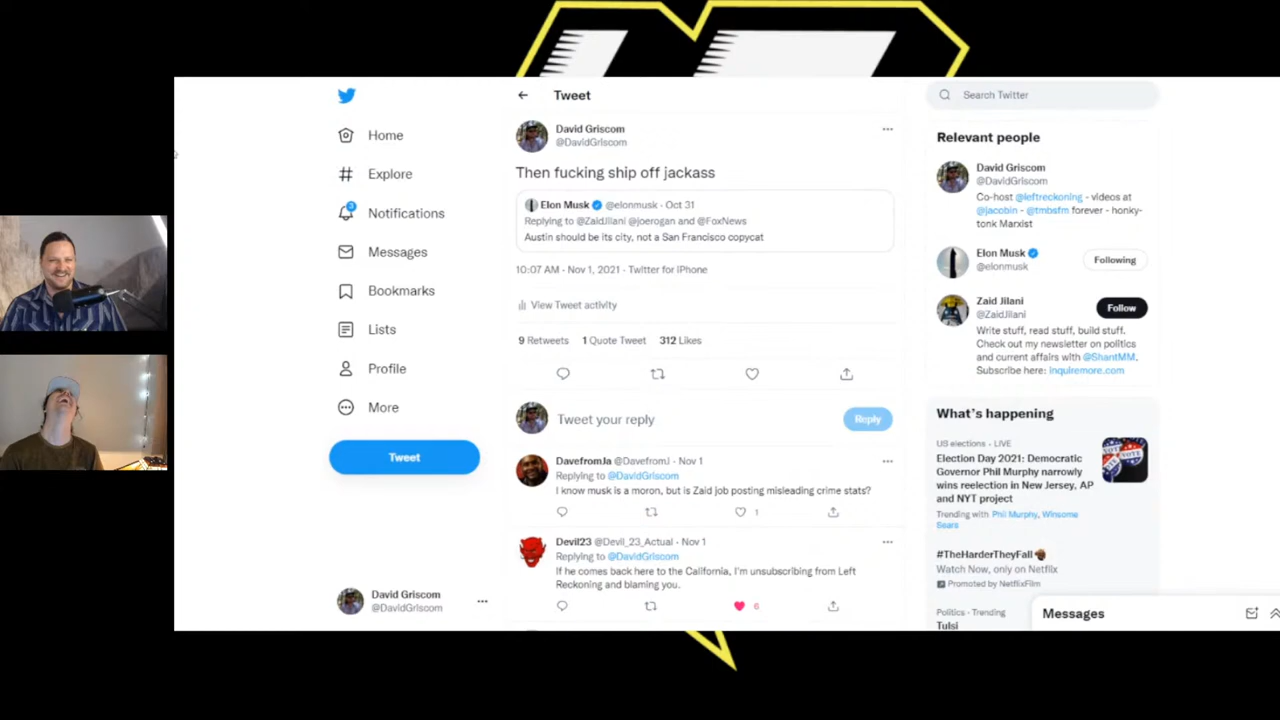 Home
Explore
3
Notifications
Messages
Bookmarks
Lists
Profile
More
Tweet
David Griscom
@DavidGriscom
Tweet
David Griscom
@DavidGriscom
Then fucking ship off jackass
Elon Musk @elonmusk · Oct 31
Replying to @ZaidJilani @joerogan and @FoxNews
Austin should be its city, not a San Francisco copycat
10:07 AM · Nov 1, 2021 · Twitter for iPhone
View Tweet activity
9 Retweets 1 Quote Tweet 312 Likes
Tweet your reply
Reply
DavefromJa @DavefromJ · Nov 1
Replying to @DavidGriscom
I know musk is a moron, but is Zaid job posting misleading crime stats?
1
Devil23 @Devil_23_Actual · Nov 1
Replying to @DavidGriscom
If he comes back here to the California, I'm unsubscribing from Left
Reckoning and blaming you.
6
Search Twitter
Relevant people
David Griscom
@DavidGriscom
Co-host @leftreckoning - videos at
@jacobin - @tmbsfm forever - honky-
tonk Marxist
Elon Musk
@elonmusk
Following
Zaid Jilani
@ZaidJilani
Follow
Write stuff, read stuff, build stuff.
Check out my newsletter on politics
and current affairs with @ShantMM.
Subscribe here: inquiremore.com
What's happening
US elections · LIVE
Election Day 2021: Democratic
Governor Phil Murphy narrowly
wins reelection in New Jersey, AP
and NYT project
Trending with Phil Murphy, Winsome
Sears
#TheHarderTheyFall
Watch Now, only on Netflix
Promoted by NetflixFilm
Politics · Trending
Tulsi
Messages